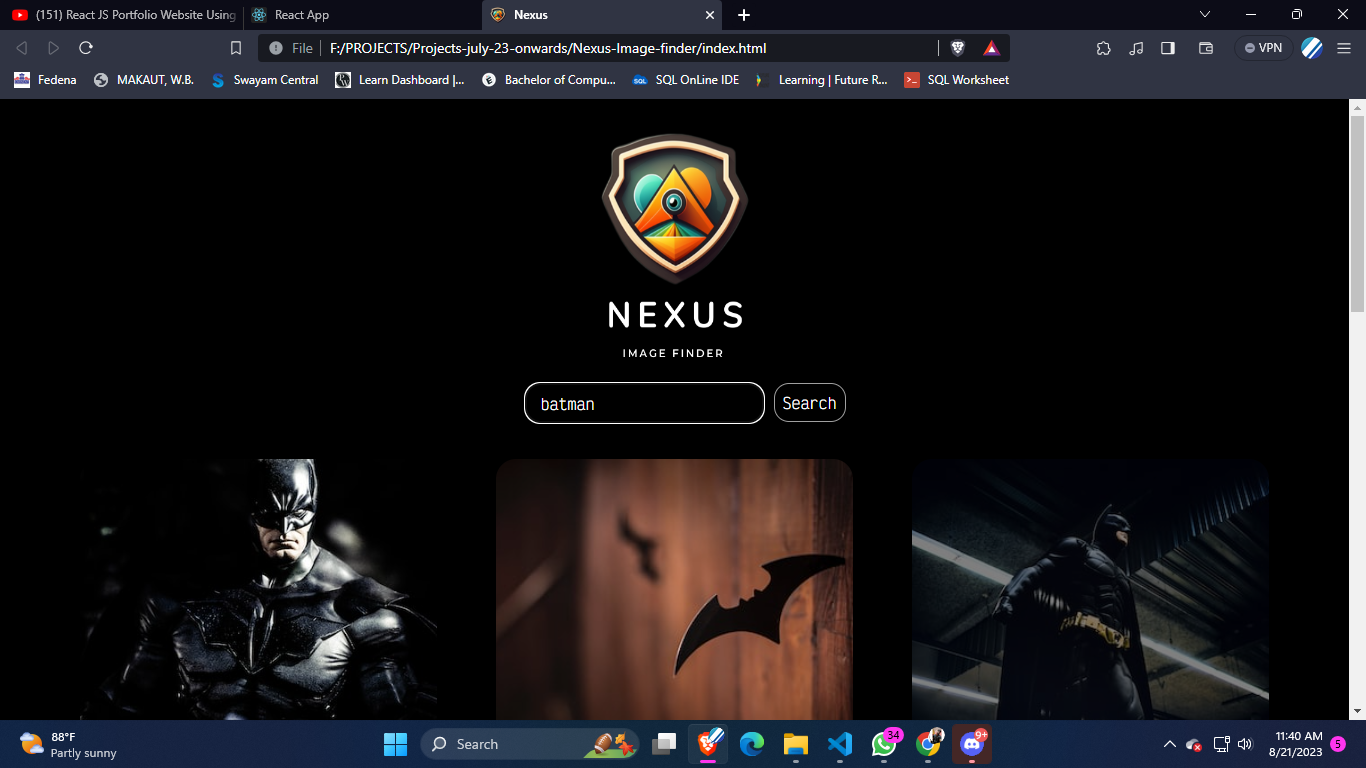 (151) React JS Portfolio Website Using
React App
Nexus
File
F:/PROJECTS/Projects-july-23-onwards/Nexus-Image-finder/index.html
VPN
Fedena
MAKAUT, W.B.
Swayam Central
Learn Dashboard |...
Bachelor of Compu...
SQL OnLine IDE
Learning | Future R...
SQL Worksheet
NEXUS
IMAGE FINDER
batman
Search
88°F
Partly sunny
Search
34
9+
11:40 AM
8/21/2023
5